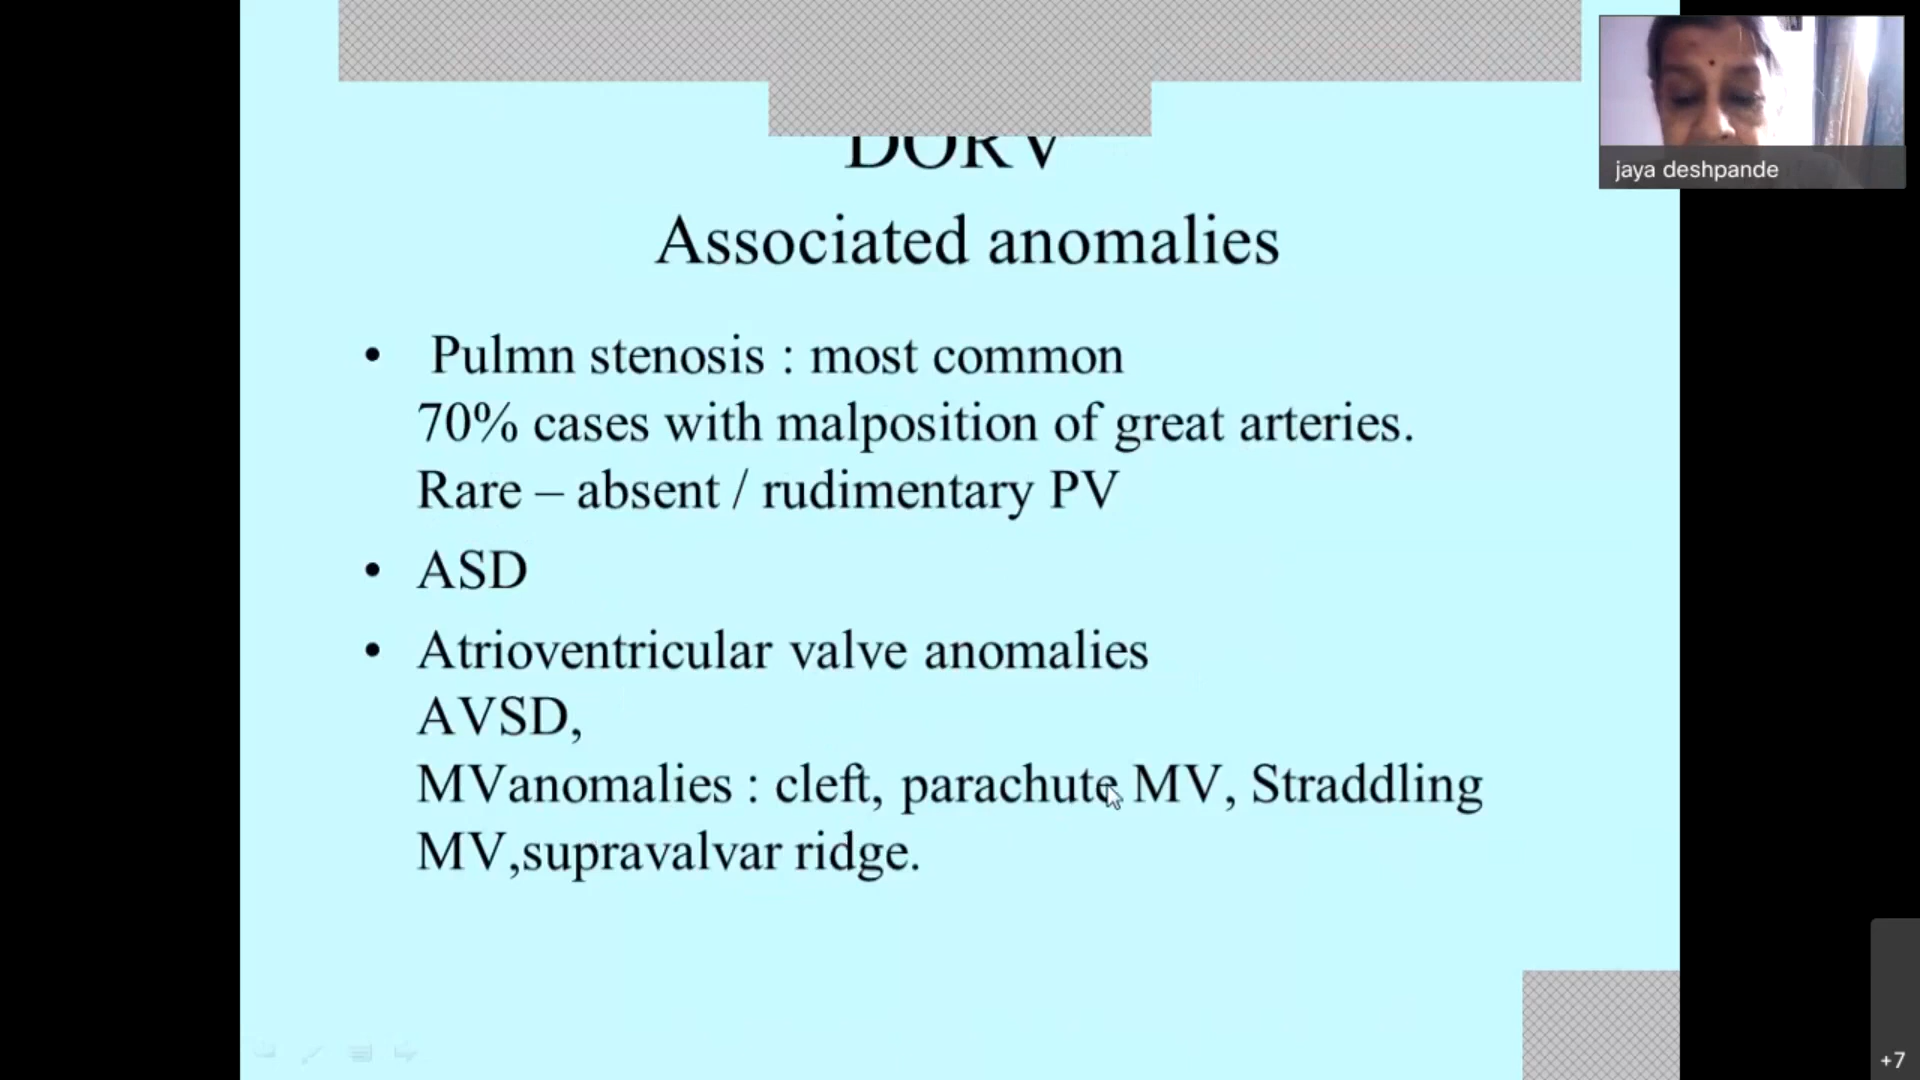 DORV
Associated anomalies
• Pulmn stenosis : most common
70% cases with malposition of great arteries.
Rare – absent / rudimentary PV
• ASD
• Atrioventricular valve anomalies
AVSD,
MVanomalies : cleft, parachute MV, Straddling
MV,supravalvar ridge.
jaya deshpande
+7